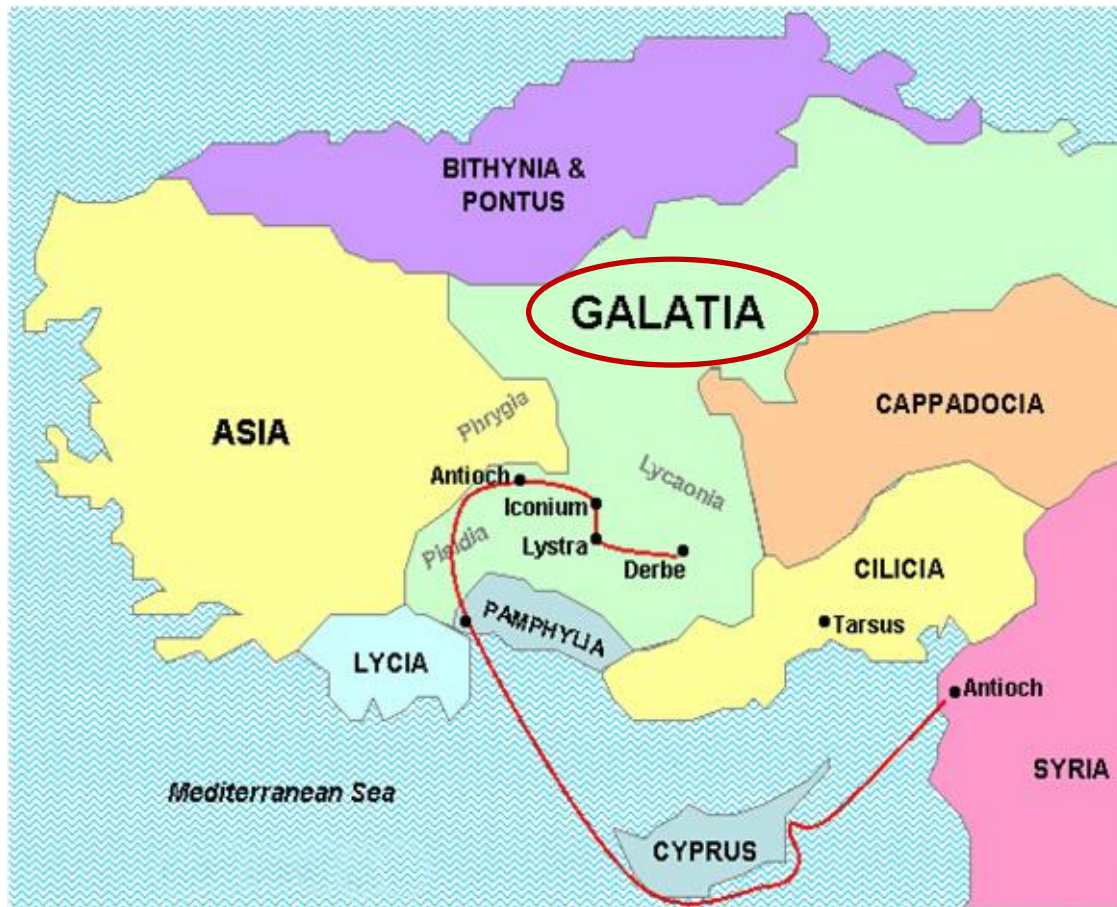 BITHYNIA &
PONTUS
GALATIA
CAPPADOCIA
ASIA
Phrygia
Antioch
Lycaonia
Iconium
Pisidia
Lystra
Derbe
CILICIA
PAMPHYLIA
Tarsus
LYCIA
Antioch
SYRIA
Mediterranean Sea
CYPRUS